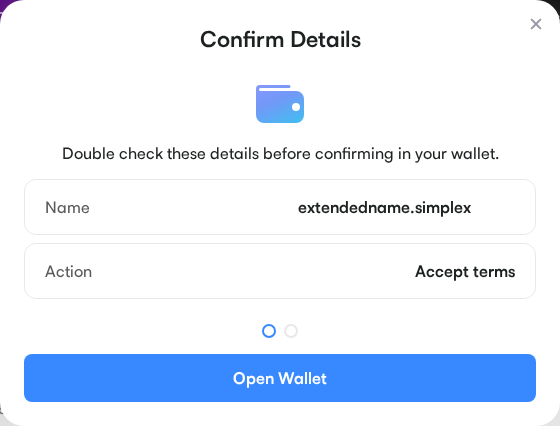 Confirm Details
Double check these details before confirming in your wallet.
Name extendedname.simplex
Action Accept terms
Open Wallet